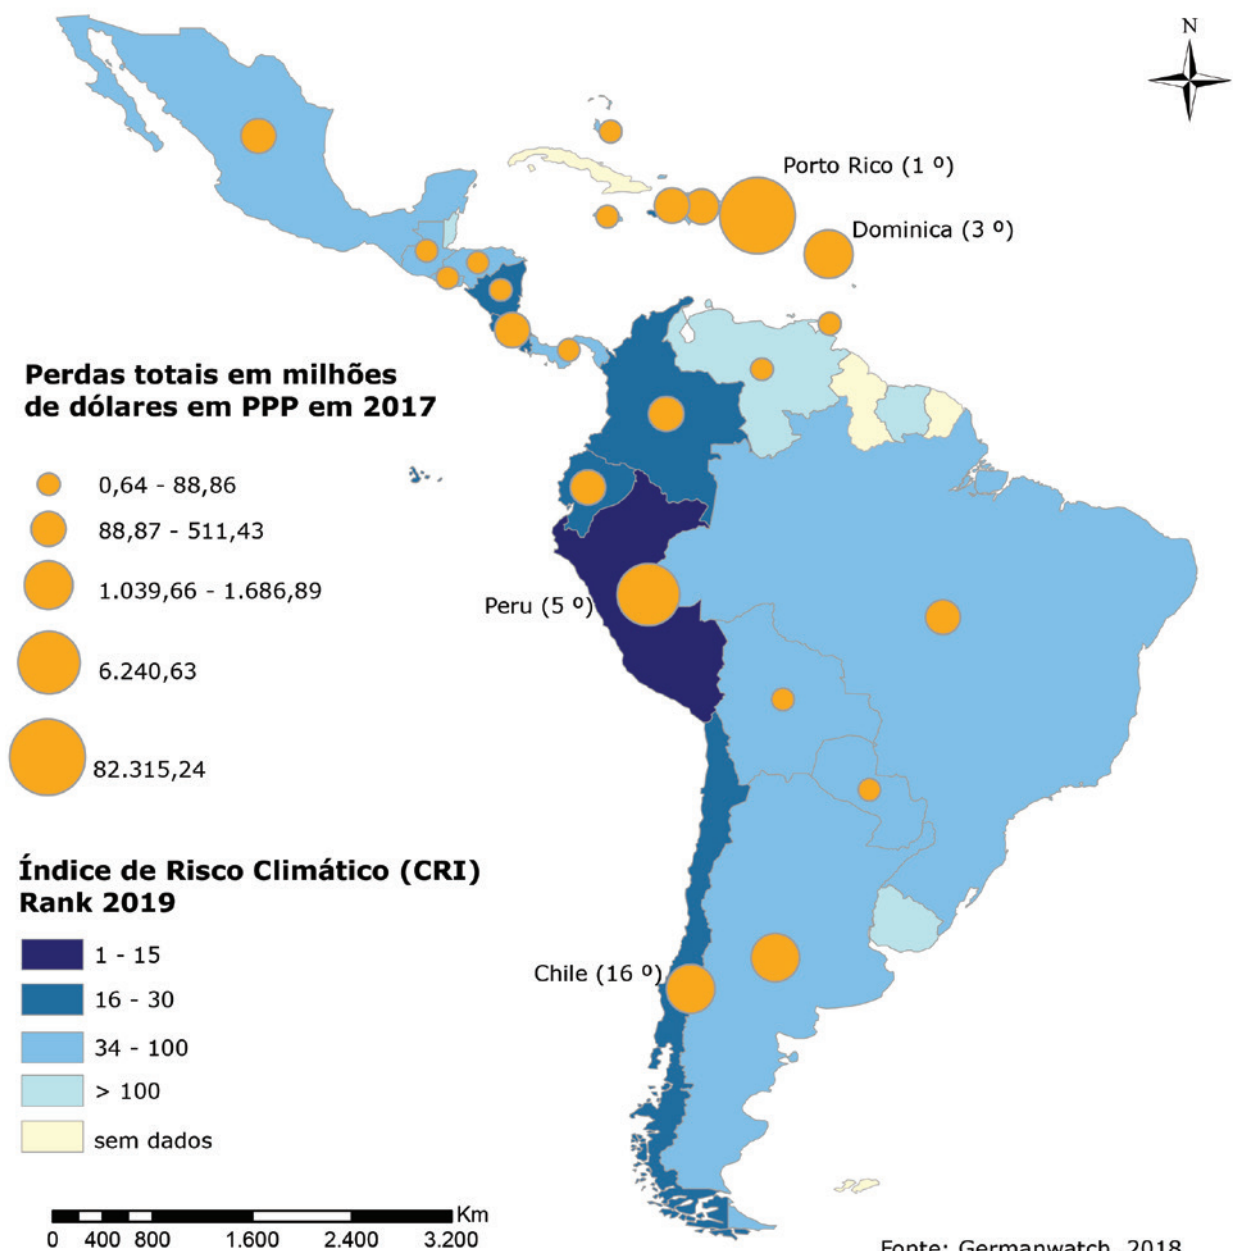 N
Porto Rico (1 º)
Dominica (3 º)
Perdas totais em milhões
de dólares em PPP em 2017
0,64 - 88,86
88,87 - 511,43
1.039,66 - 1.686,89
6.240,63
82.315,24
Peru (5 º)
Chile (16 º)
Índice de Risco Climático (CRI)
Rank 2019
1 - 15
16 - 30
34 - 100
> 100
sem dados
Km
0 400 800 1.600 2.400 3.200
Fonte: Germanwatch, 2018